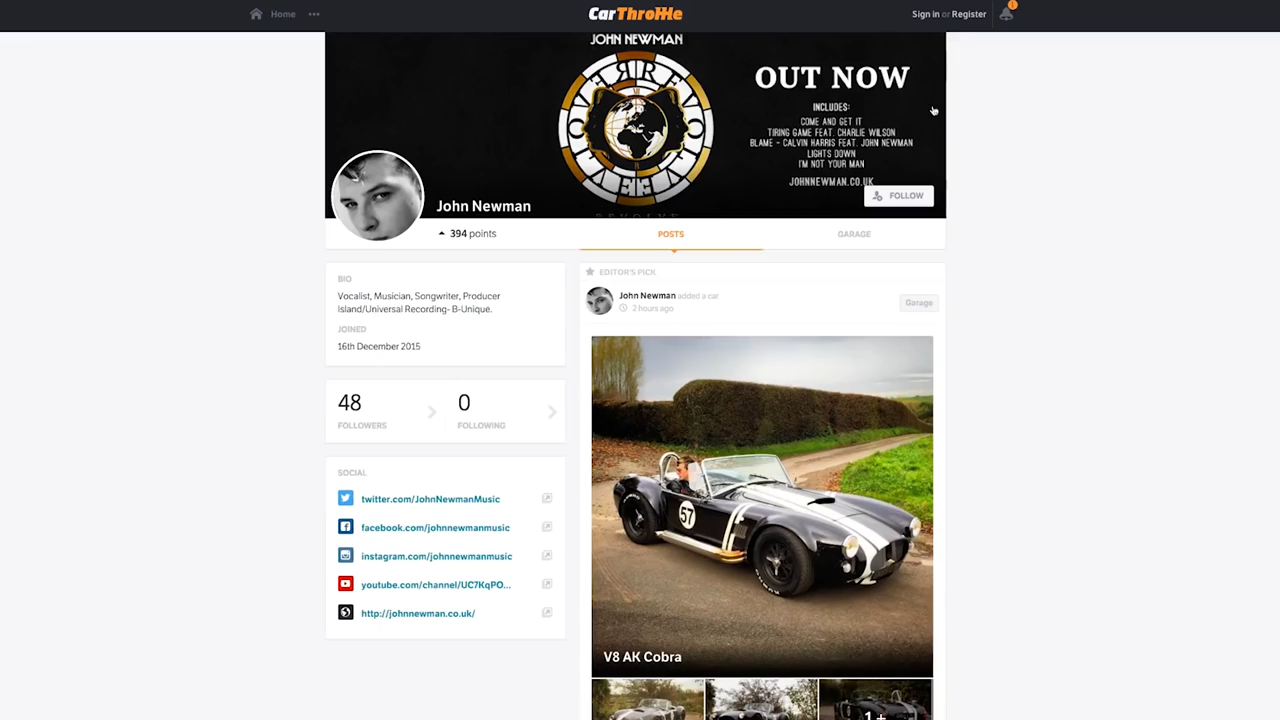 Home
CarThrottle
Sign in or Register
1
JOHN NEWMAN
OUT NOW
INCLUDES:
COME AND GET IT
TIRING GAME FEAT. CHARLIE WILSON
BLAME - CALVIN HARRIS FEAT. JOHN NEWMAN
LIGHTS DOWN
I'M NOT YOUR MAN
JOHNNEWMAN.CO.UK
REVOLVE
FOLLOW
John Newman
394 points
POSTS
GARAGE
BIO
Vocalist, Musician, Songwriter, Producer
Island/Universal Recording- B-Unique.
JOINED
16th December 2015
48
FOLLOWERS
0
FOLLOWING
SOCIAL
twitter.com/JohnNewmanMusic
facebook.com/johnnewmanmusic
instagram.com/johnnewmanmusic
youtube.com/channel/UC7KqPO...
http://johnnewman.co.uk/
EDITOR'S PICK
John Newman added a car
2 hours ago
Garage
57
V8 AK Cobra
1+